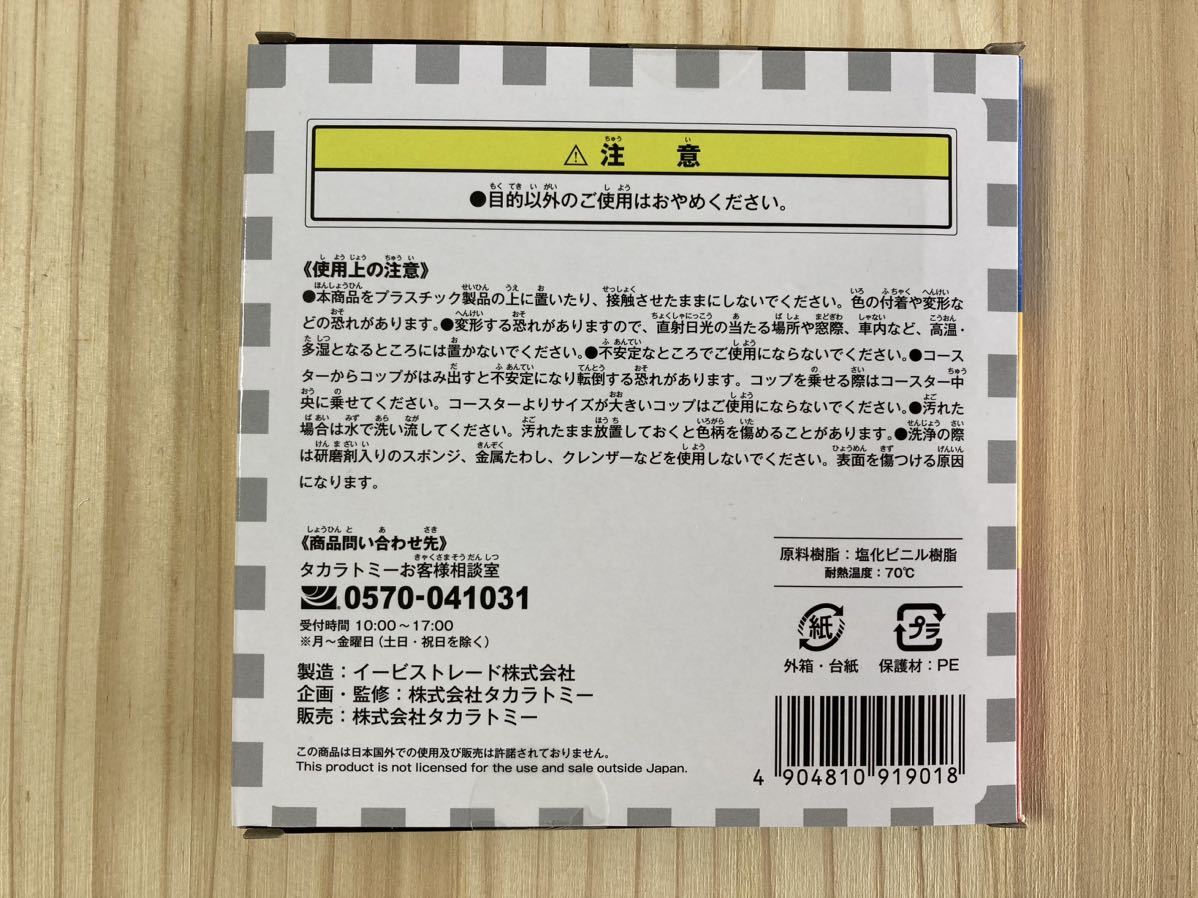 ⚠ 注意
●目的以外のご使用はおやめください。
《使用上の注意》
●本商品をプラスチック製品の上に置いたり、接触させたままにしないでください。色の付着や変形な
どの恐れがあります。●変形する恐れがありますので、直射日光の当たる場所や窓際、車内など、高温・
多湿となるところには置かないでください。●不安定なところでご使用にならないでください。●コース
ターからコップがはみ出すと不安定になり転倒する恐れがあります。コップを乗せる際はコースター中
央に乗せてください。コースターよりサイズが大きいコップはご使用にならないでください。●汚れた
場合は水で洗い流してください。汚れたまま放置しておくと色柄を傷めることがあります。●洗浄の際
は研磨剤入りのスポンジ、金属たわし、クレンザーなどを使用しないでください。表面を傷つける原因
になります。
《商品問い合わせ先》
タカラトミーお客様相談室
0570-041031
受付時間 10:00～17:00
※月～金曜日（土日・祝日を除く）
製造：イービストレード株式会社
企画・監修：株式会社タカラトミー
販売：株式会社タカラトミー
この商品は日本国外での使用及び販売は許諾されておりません。
This product is not licensed for the use and sale outside Japan.
原料樹脂：塩化ビニル樹脂
耐熱温度：70℃
紙
プラ
外箱・台紙
保護材：PE
4 904810 919018